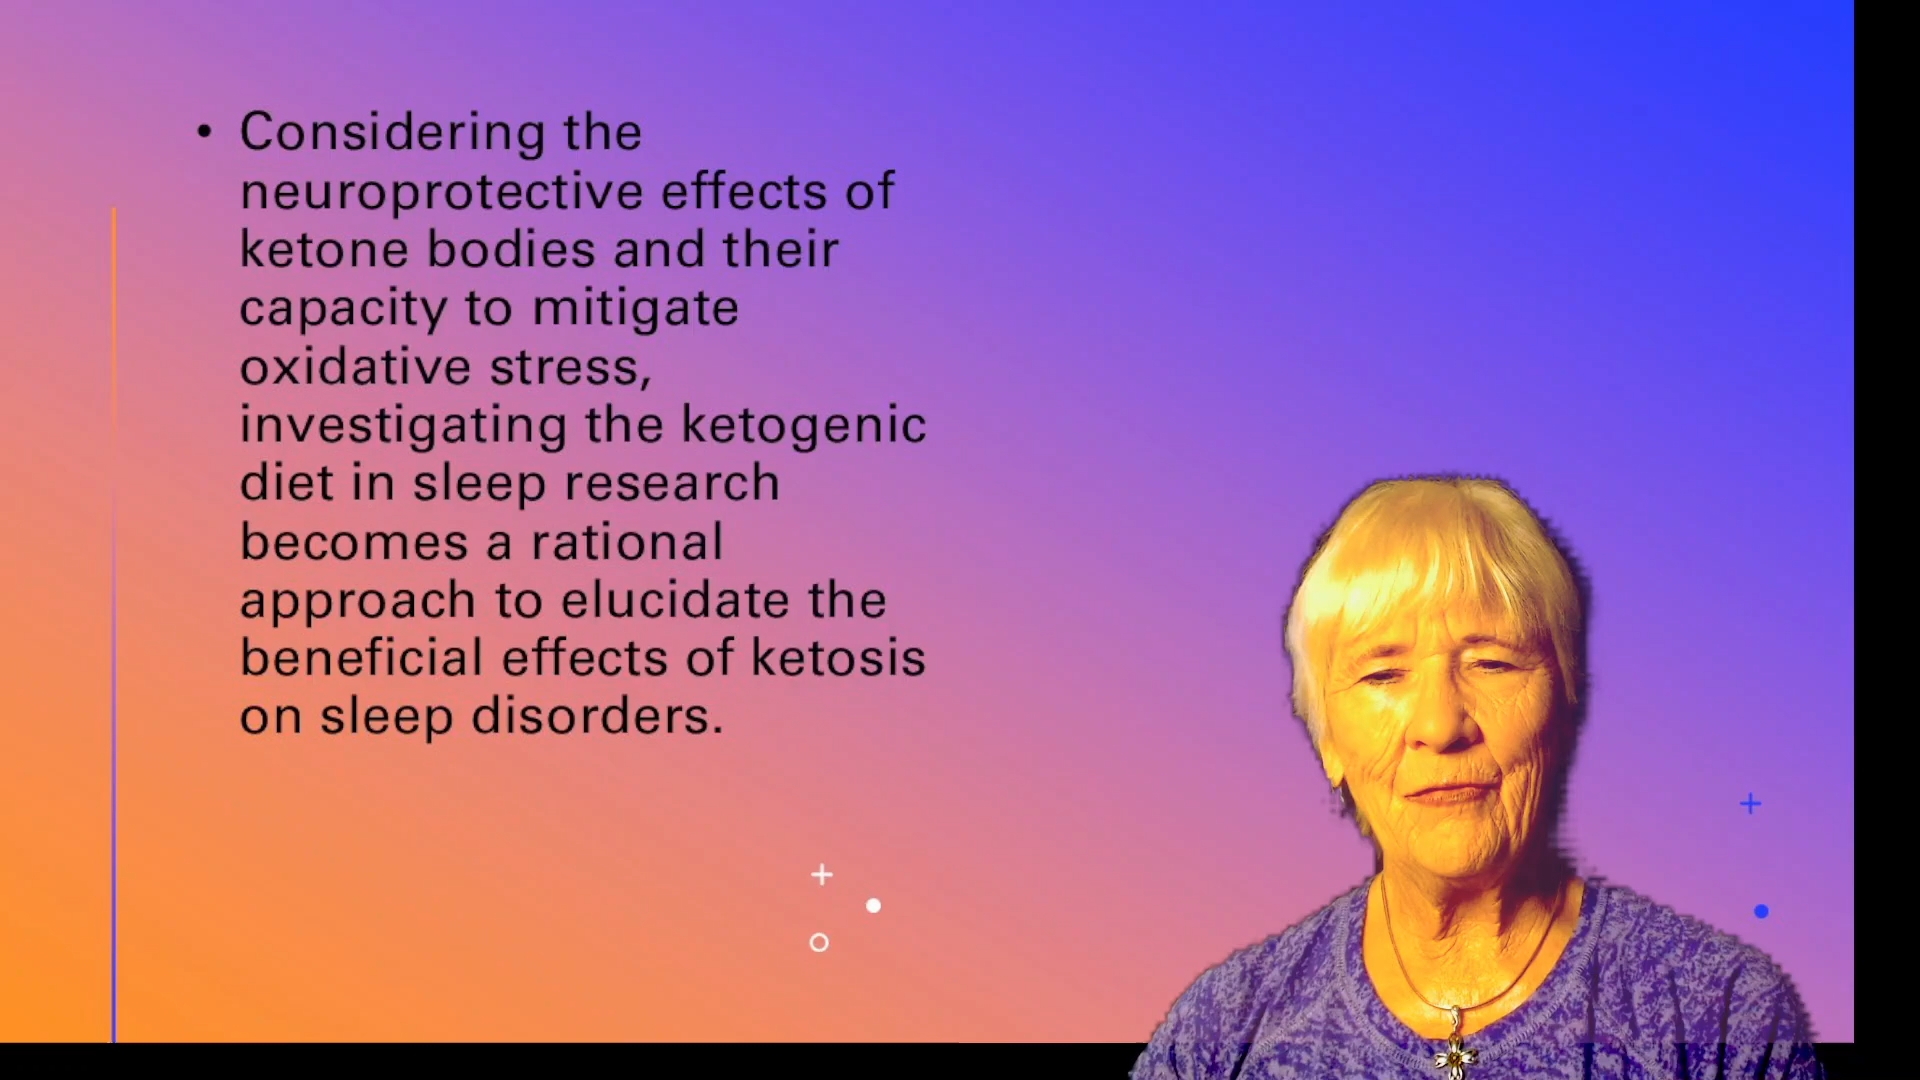 • Considering the
neuroprotective effects of
ketone bodies and their
capacity to mitigate
oxidative stress,
investigating the ketogenic
diet in sleep research
becomes a rational
approach to elucidate the
beneficial effects of ketosis
on sleep disorders.